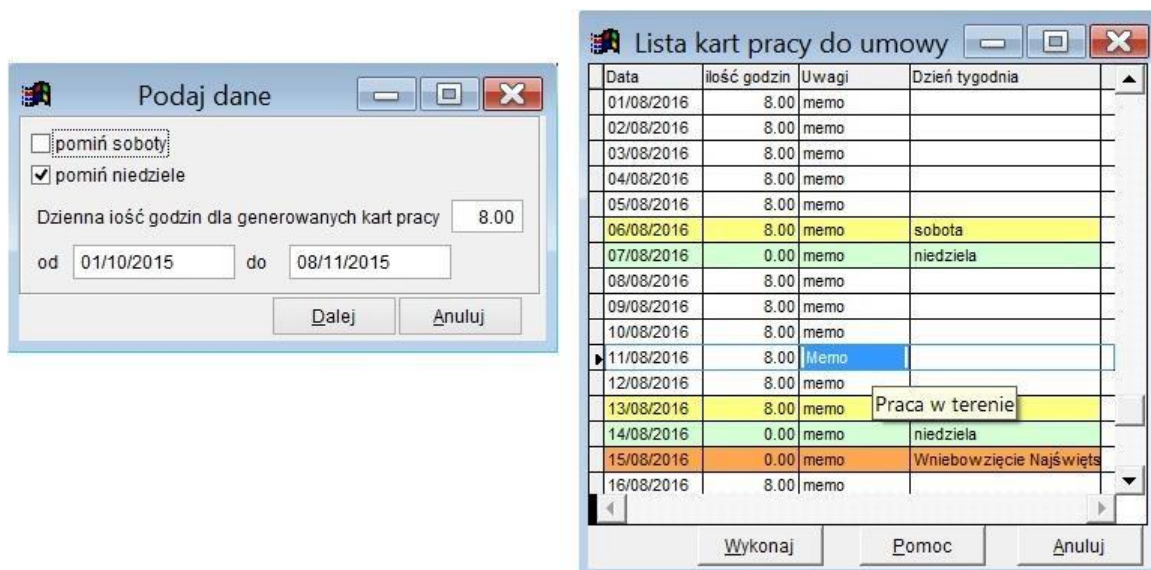 Podaj dane
pomiń soboty
pomiń niedziele
Dzienna iość godzin dla generowanych kart pracy 8.00
od 01/10/2015 do 08/11/2015
Dalej Anuluj
Lista kart pracy do umowy
Data ilość godzin Uwagi Dzień tygodnia
01/08/2016 8.00 memo
02/08/2016 8.00 memo
03/08/2016 8.00 memo
04/08/2016 8.00 memo
05/08/2016 8.00 memo
06/08/2016 8.00 memo sobota
07/08/2016 0.00 memo niedziela
08/08/2016 8.00 memo
09/08/2016 8.00 memo
10/08/2016 8.00 memo
11/08/2016 8.00 Memo
12/08/2016 8.00 memo
13/08/2016 8.00 memo
Praca w terenie
14/08/2016 0.00 memo niedziela
15/08/2016 0.00 memo Wniebowzięcie Najświęts
16/08/2016 8.00 memo
Wykonaj Pomoc Anuluj